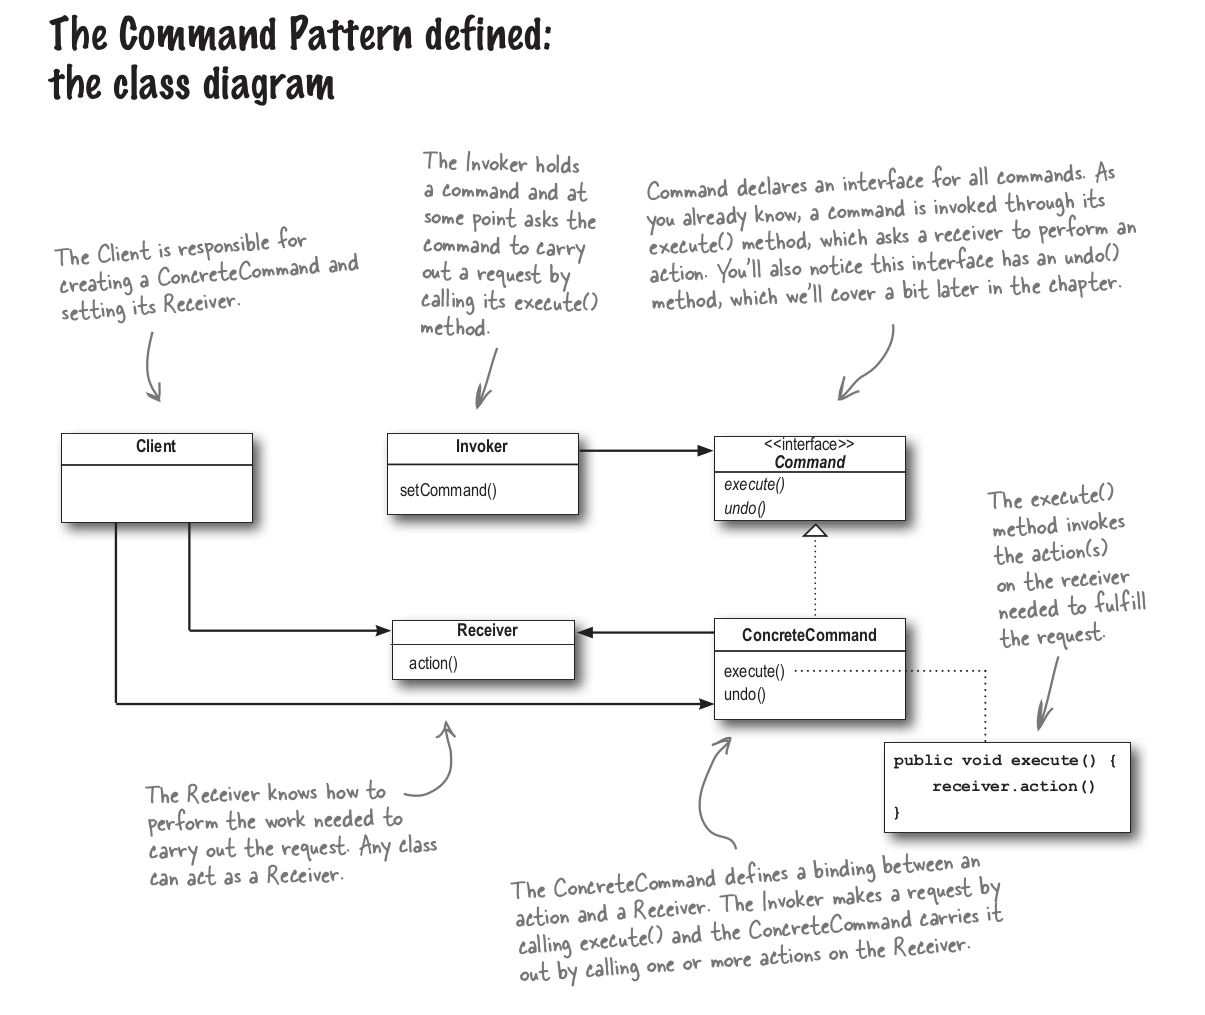 The Command Pattern defined:
the class diagram
The Client is responsible for
creating a ConcreteCommand and
setting its Receiver.
The Invoker holds
a command and at
some point asks the
command to carry
out a request by
calling its execute()
method.
Command declares an interface for all commands. As
you already know, a command is invoked through its
execute() method, which asks a receiver to perform an
action. You'll also notice this interface has an undo()
method, which we'll cover a bit later in the chapter.
Client
Invoker
setCommand()
<<interface>>
Command
execute()
undo()
The execute()
method invokes
the action(s)
on the receiver
needed to fulfill
the request.
Receiver
action()
ConcreteCommand
execute()
undo()
public void execute() {
receiver.action()
}
The Receiver knows how to
perform the work needed to
carry out the request. Any class
can act as a Receiver.
The ConcreteCommand defines a binding between an
action and a Receiver. The Invoker makes a request by
calling execute() and the ConcreteCommand carries it
out by calling one or more actions on the Receiver.